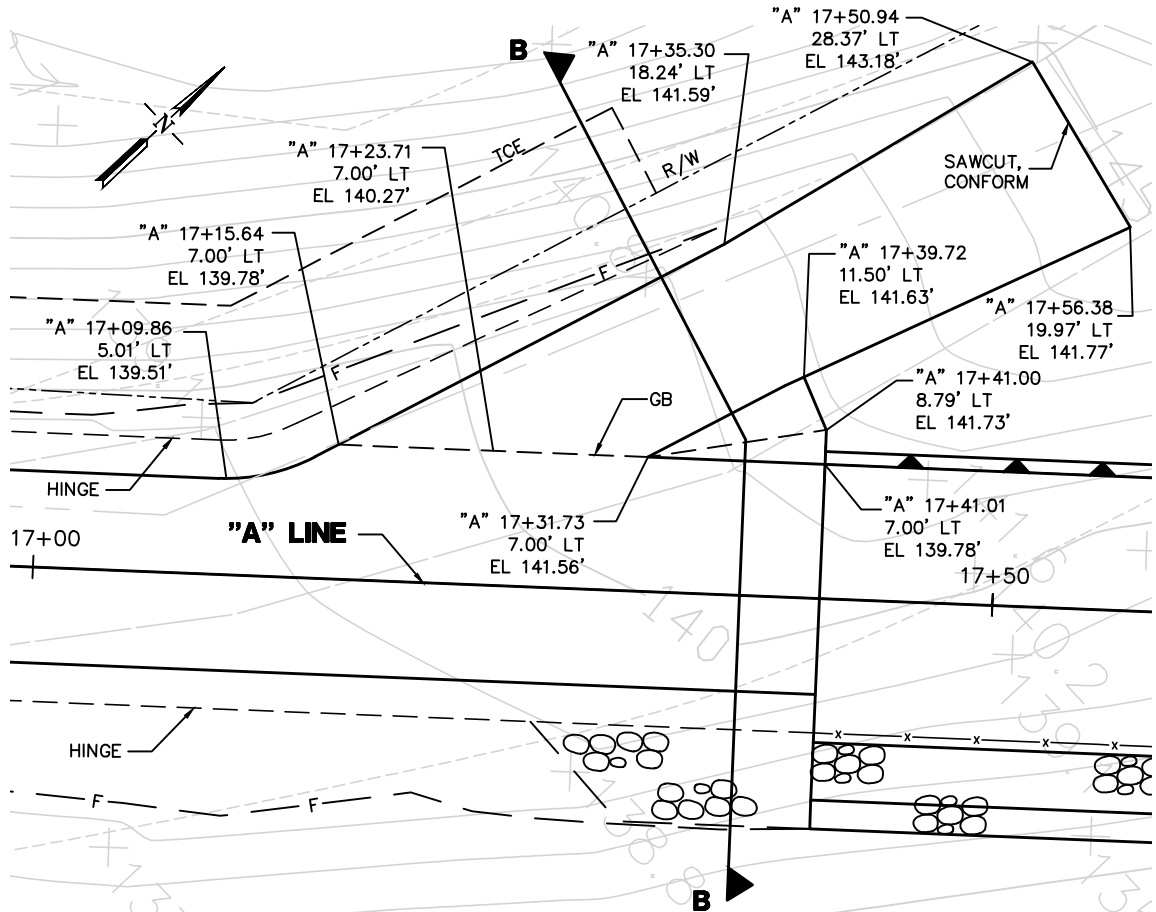 "A" 17+50.94
28.37' LT
EL 143.18'
B
"A" 17+35.30
18.24' LT
EL 141.59'
N
TCE
R/W
"A" 17+23.71
7.00' LT
EL 140.27'
SAWCUT,
CONFORM
"A" 17+15.64
7.00' LT
EL 139.78'
"A" 17+39.72
11.50' LT
EL 141.63'
F
"A" 17+56.38
19.97' LT
EL 141.77'
"A" 17+09.86
5.01' LT
EL 139.51'
F
"A" 17+41.00
8.79' LT
EL 141.73'
GB
HINGE
"A" 17+31.73
7.00' LT
EL 141.56'
"A" 17+41.01
7.00' LT
EL 139.78'
17+00
"A" LINE
17+50
140
HINGE
x x x x x
F F
138.8
B